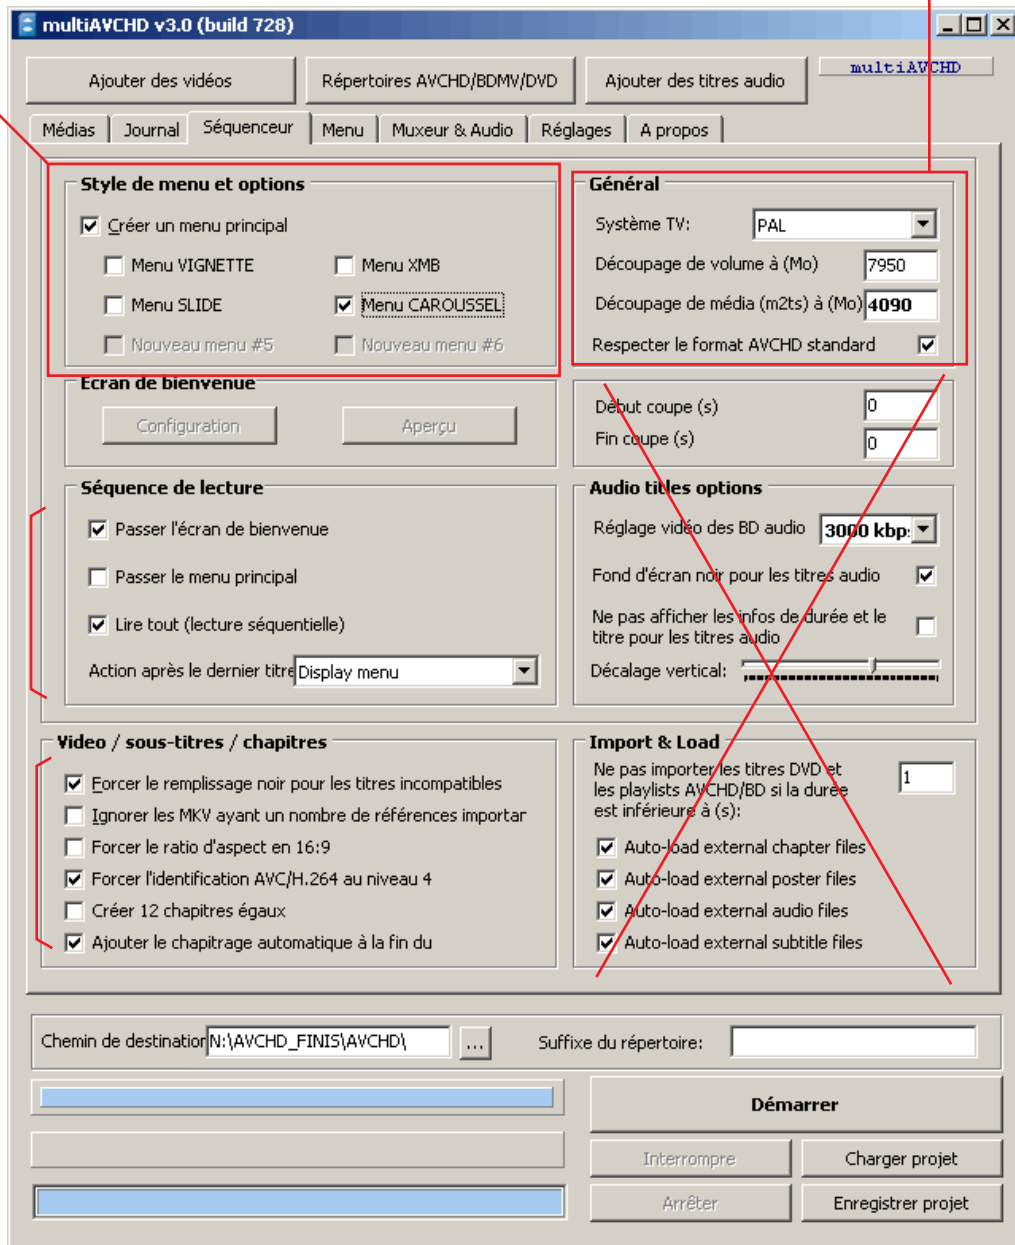 multiAVCHD v3.0 (build 728)
Ajouter des vidéos
Répertoires AVCHD/BDMV/DVD
Ajouter des titres audio
multiAVCHD
Médias
Journal
Séquenceur
Menu
Muxeur & Audio
Réglages
A propos
Style de menu et options
Créer un menu principal
Menu VIGNETTE
Menu XMB
Menu SLIDE
Menu CAROUSSEL
Nouveau menu #5
Nouveau menu #6
Général
Système TV:
PAL
Découpage de volume à (Mo)
7950
Découpage de média (m2ts) à (Mo)
4090
Respecter le format AVCHD standard
Ecran de bienvenue
Configuration
Aperçu
Début coupe (s)
0
Fin coupe (s)
0
Séquence de lecture
Passer l'écran de bienvenue
Passer le menu principal
Lire tout (lecture séquentielle)
Action après le dernier titre
Display menu
Audio titles options
Réglage vidéo des BD audio
3000 kbp:
Fond d'écran noir pour les titres audio
Ne pas afficher les infos de durée et le
titre pour les titres audio
Décalage vertical:
Video / sous-titres / chapitres
Forcer le remplissage noir pour les titres incompatibles
Ignorer les MKV ayant un nombre de références importar
Forcer le ratio d'aspect en 16:9
Forcer l'identification AVC/H.264 au niveau 4
Créer 12 chapitres égaux
Ajouter le chapitrage automatique à la fin du
Import & Load
Ne pas importer les titres DVD et
les playlists AVCHD/BD si la durée
est inférieure à (s):
1
Auto-load external chapter files
Auto-load external poster files
Auto-load external audio files
Auto-load external subtitle files
Chemin de destination
N:\AVCHD_FINIS\AVCHD\
...
Suffixe du répertoire:
Démarrer
Interrompre
Charger projet
Arrêter
Enregistrer projet